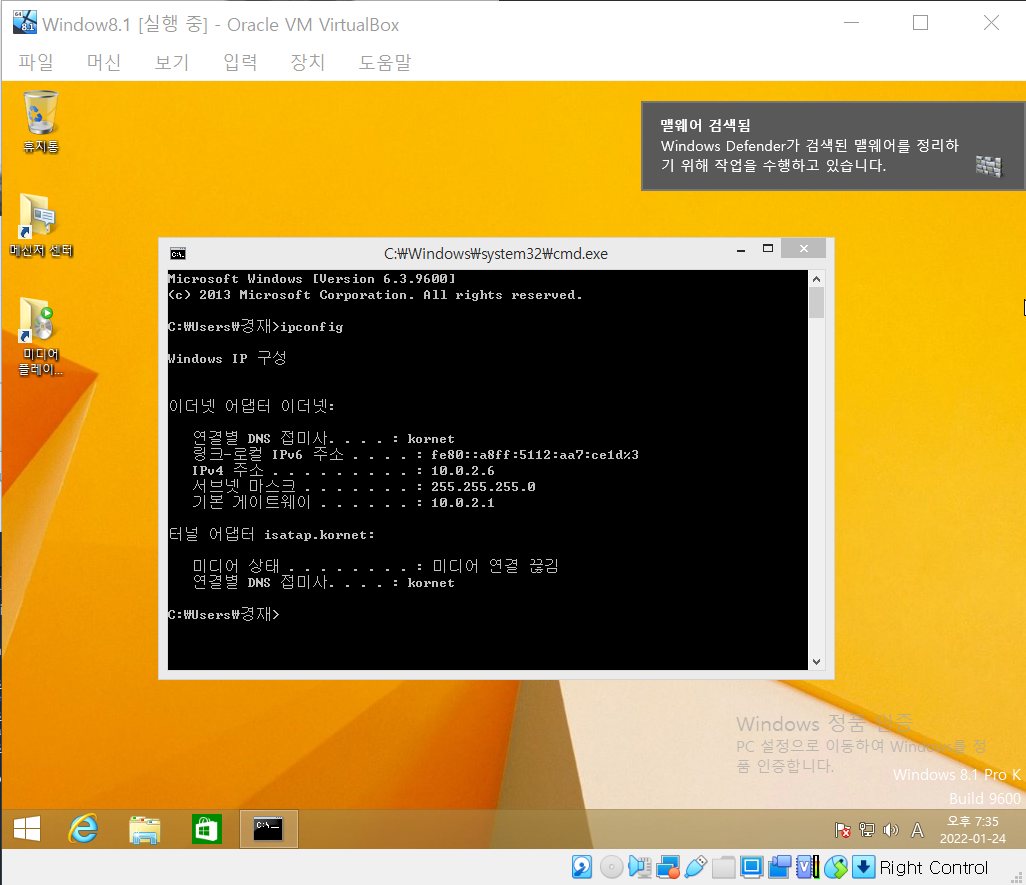 Window8.1 [실행 중] - Oracle VM VirtualBox
파일 머신 보기 입력 장치 도움말
휴지통
메신저 센터
미디어
플레이...
맬웨어 검색됨
Windows Defender가 검색된 맬웨어를 정리하
기 위해 작업을 수행하고 있습니다.
C:₩Windows₩system32₩cmd.exe
Microsoft Windows [Version 6.3.9600]
(c) 2013 Microsoft Corporation. All rights reserved.
C:₩Users₩경재>ipconfig
Windows IP 구성
이더넷 어댑터 이더넷:
연결별 DNS 접미사. . . . : kornet
링크-로컬 IPv6 주소 . . . . : fe80::a8ff:5112:aa7:ce1d%3
IPv4 주소 . . . . . . . . . : 10.0.2.6
서브넷 마스크 . . . . . . . : 255.255.255.0
기본 게이트웨이 . . . . . . : 10.0.2.1
터널 어댑터 isatap.kornet:
미디어 상태 . . . . . . . . : 미디어 연결 끊김
연결별 DNS 접미사. . . . : kornet
C:₩Users₩경재>
Windows 정품 인증
PC 설정으로 이동하여 Windows를 정
품 인증합니다.
Windows 8.1 Pro K
Build 9600
A
오후 7:35
2022-01-24
Right Control